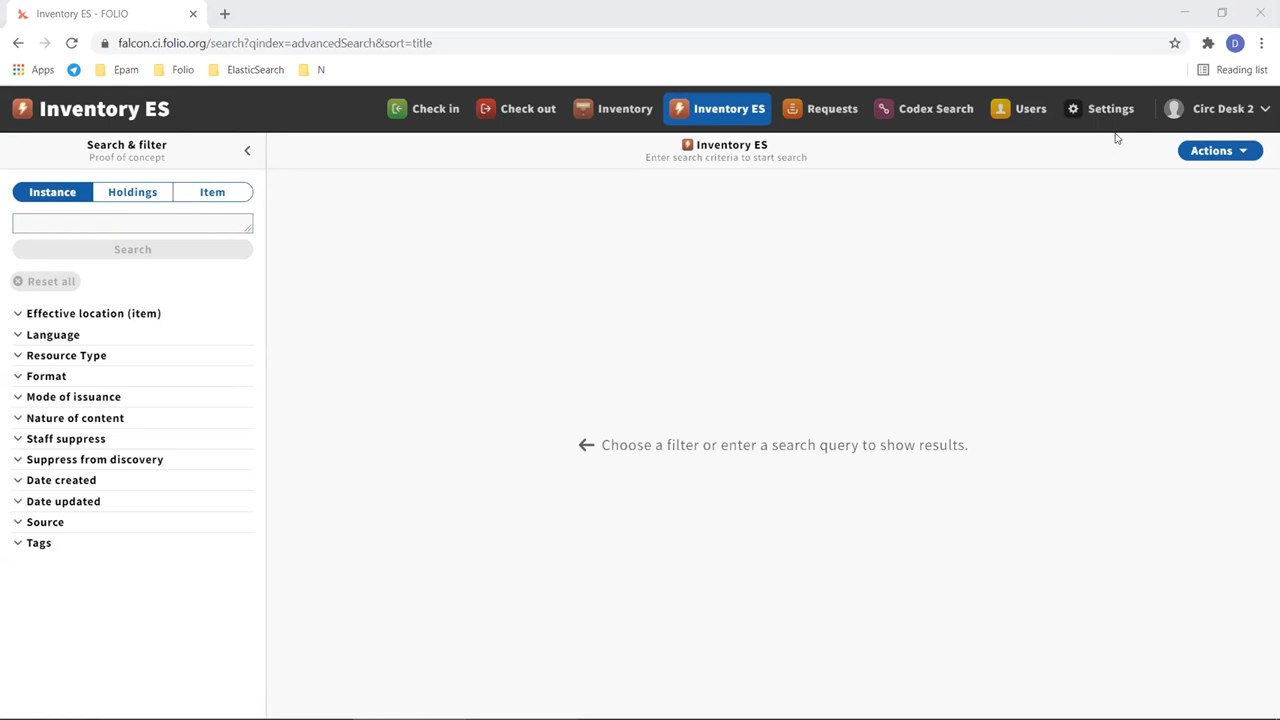 Inventory ES - FOLIO
falcon.ci.folio.org/search?qindex=advancedSearch&sort=title
D
Apps Epam Folio ElasticSearch N Reading list
Inventory ES Check in Check out Inventory Inventory ES Requests Codex Search Users Settings Circ Desk 2
Search & filter
Proof of concept
Inventory ES
Enter search criteria to start search
Actions
Instance Holdings Item
Search
Reset all
Effective location (item)
Language
Resource Type
Format
Mode of issuance
Nature of content
Staff suppress
Suppress from discovery
Date created
Date updated
Source
Tags
Choose a filter or enter a search query to show results.